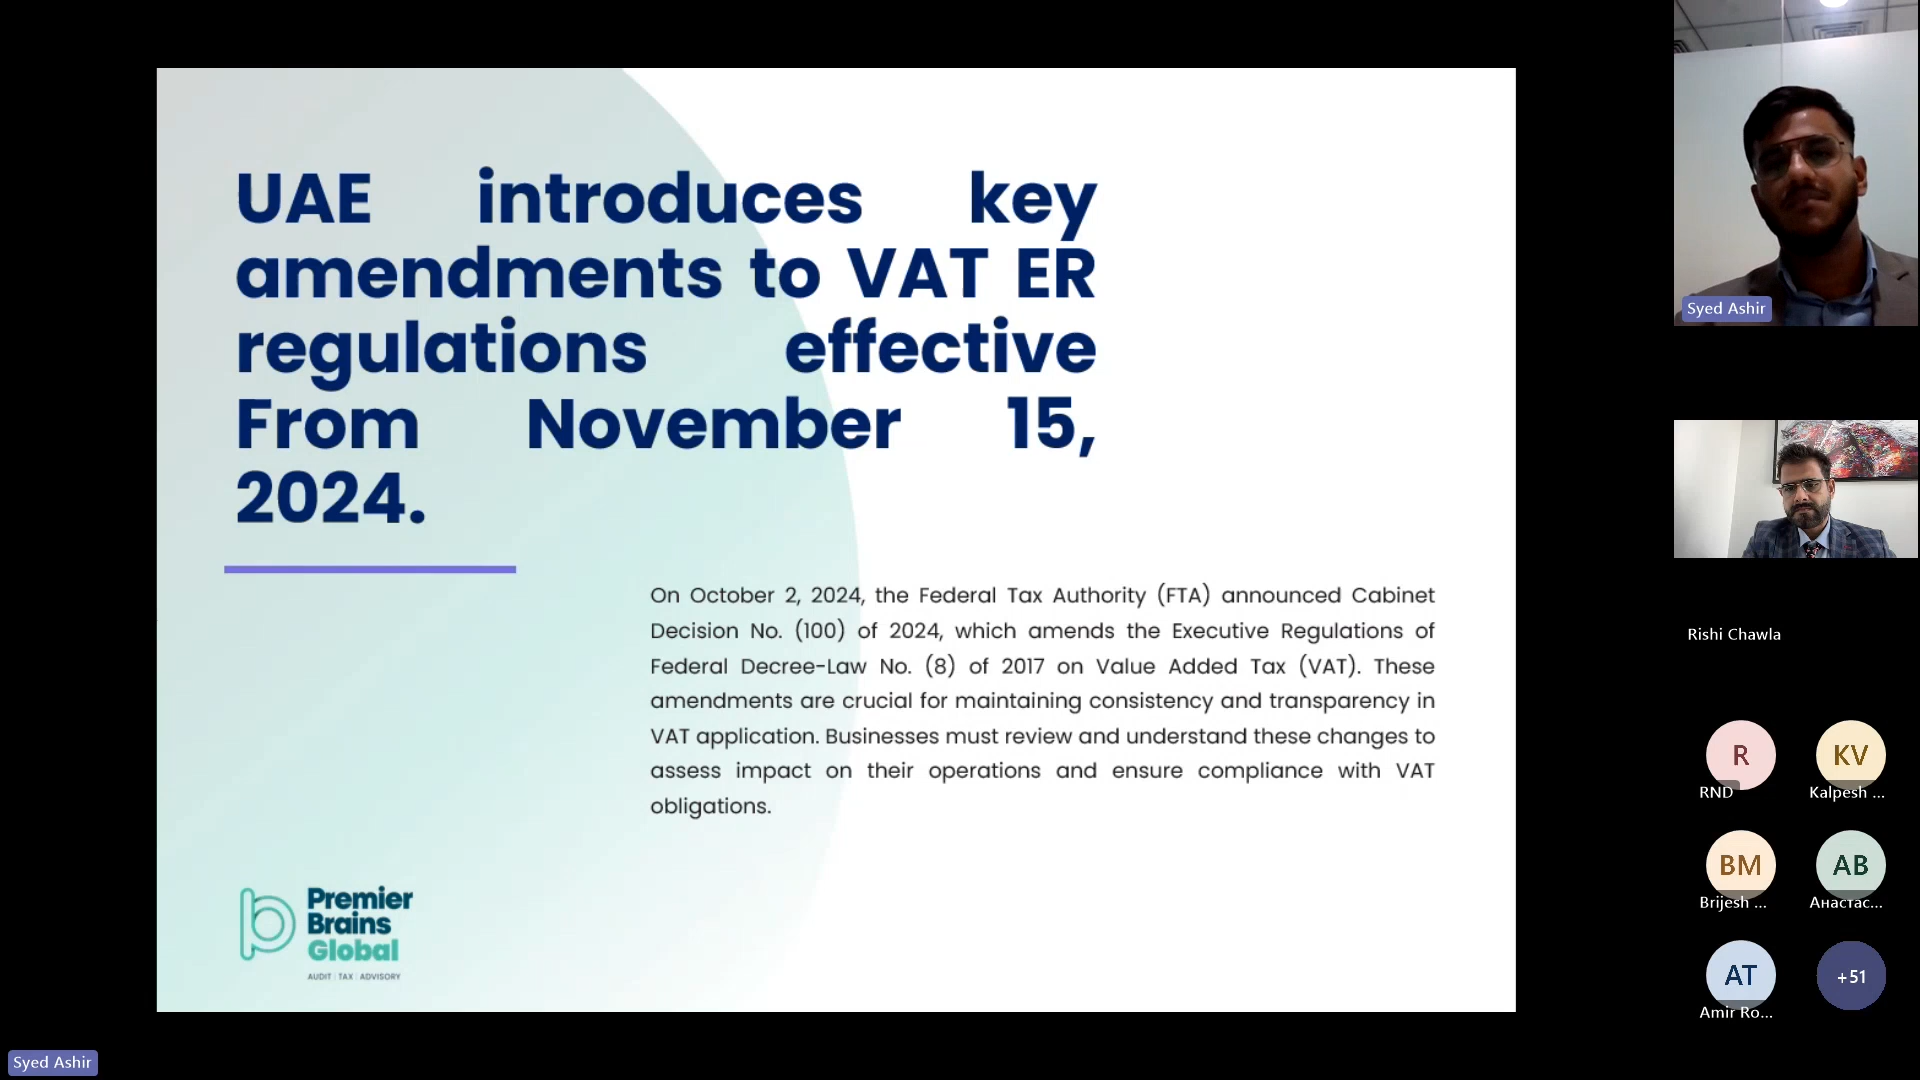 UAE introduces key
amendments to VAT ER
regulations effective
From November 15,
2024.
On October 2, 2024, the Federal Tax Authority (FTA) announced Cabinet
Decision No. (100) of 2024, which amends the Executive Regulations of
Federal Decree-Law No. (8) of 2017 on Value Added Tax (VAT). These
amendments are crucial for maintaining consistency and transparency in
VAT application. Businesses must review and understand these changes to
assess impact on their operations and ensure compliance with VAT
obligations.
Premier
Brains
Global
AUDIT | TAX | ADVISORY
Syed Ashir
Syed Ashir
Rishi Chawla
R
RND
KV
Kalpesh ...
BM
Brijesh ...
AB
Анастас...
AT
Amir Ro...
+51